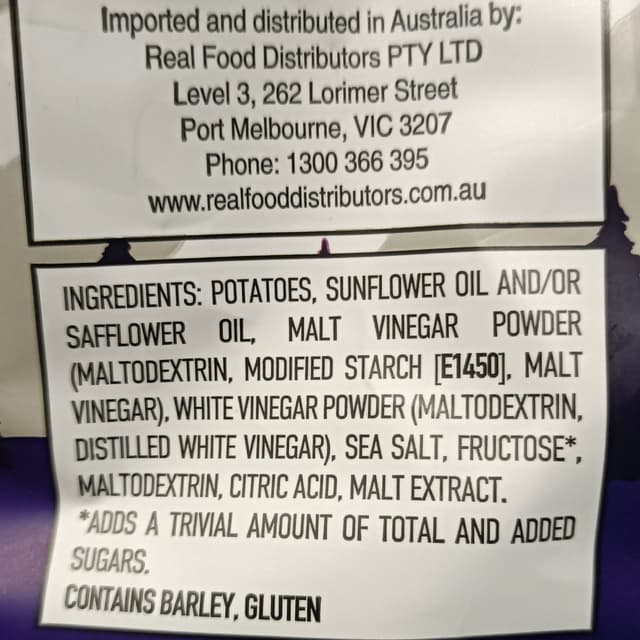 Imported and distributed in Australia by:
Real Food Distributors PTY LTD
Level 3, 262 Lorimer Street
Port Melbourne, VIC 3207
Phone: 1300 366 395
www.realfooddistributors.com.au
INGREDIENTS: POTATOES, SUNFLOWER OIL AND/OR
SAFFLOWER OIL, MALT VINEGAR POWDER
(MALTODEXTRIN, MODIFIED STARCH [E1450], MALT
VINEGAR), WHITE VINEGAR POWDER (MALTODEXTRIN,
DISTILLED WHITE VINEGAR), SEA SALT, FRUCTOSE*,
MALTODEXTRIN, CITRIC ACID, MALT EXTRACT.
*ADDS A TRIVIAL AMOUNT OF TOTAL AND ADDED
SUGARS.
CONTAINS BARLEY, GLUTEN